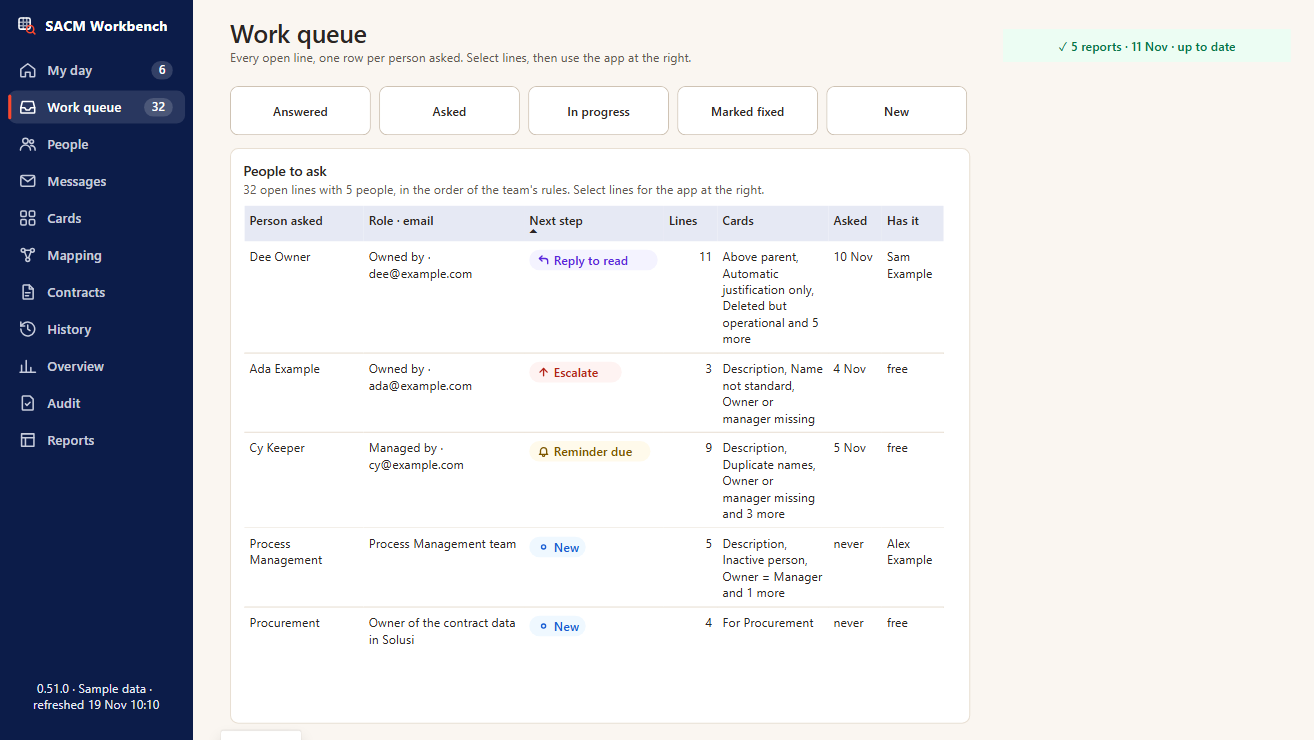 SACM Workbench
My day 6
Work queue 32
People
Messages
Cards
Mapping
Contracts
History
Overview
Audit
Reports
0.51.0 · Sample data ·
refreshed 19 Nov 10:10
Work queue
Every open line, one row per person asked. Select lines, then use the app at the right.
✓ 5 reports · 11 Nov · up to date
Answered
Asked
In progress
Marked fixed
New
People to ask
32 open lines with 5 people, in the order of the team's rules. Select lines for the app at the right.
Person asked Role · email Next step Lines Cards Asked Has it
Dee Owner Owned by · Reply to read 11 Above parent, 10 Nov Sam
dee@example.com Automatic Example
justification only,
Deleted but
operational and 5
more
Ada Example Owned by · Escalate 3 Description, Name 4 Nov free
ada@example.com not standard,
Owner or
manager missing
Cy Keeper Managed by · Reminder due 9 Description, 5 Nov free
cy@example.com Duplicate names,
Owner or
manager missing
and 3 more
Process Process Management team New 5 Description, never Alex
Management Inactive person, Example
Owner = Manager
and 1 more
Procurement Owner of the contract data New 4 For Procurement never free
in Solusi